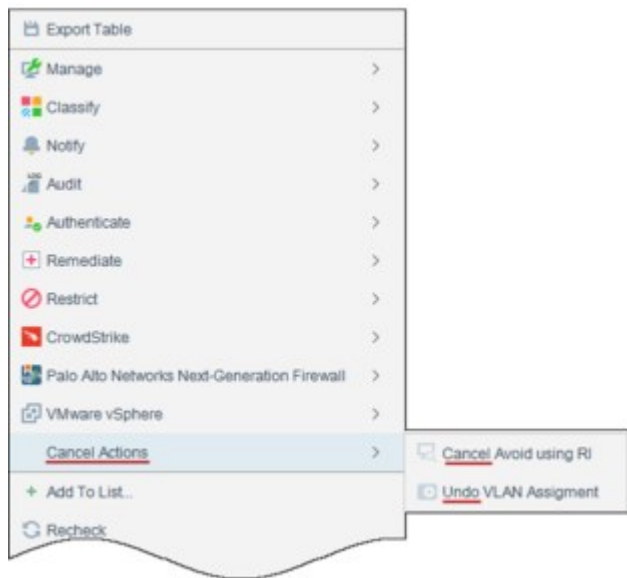 Export Table
Manage
Classify
Notify
LOG
Audit
Authenticate
Remediate
Restrict
CrowdStrike
Palo Alto Networks Next-Generation Firewall
VMware vSphere
Cancel Actions
Cancel Avoid using RI
Undo VLAN Assigment
Add To List...
Recheck